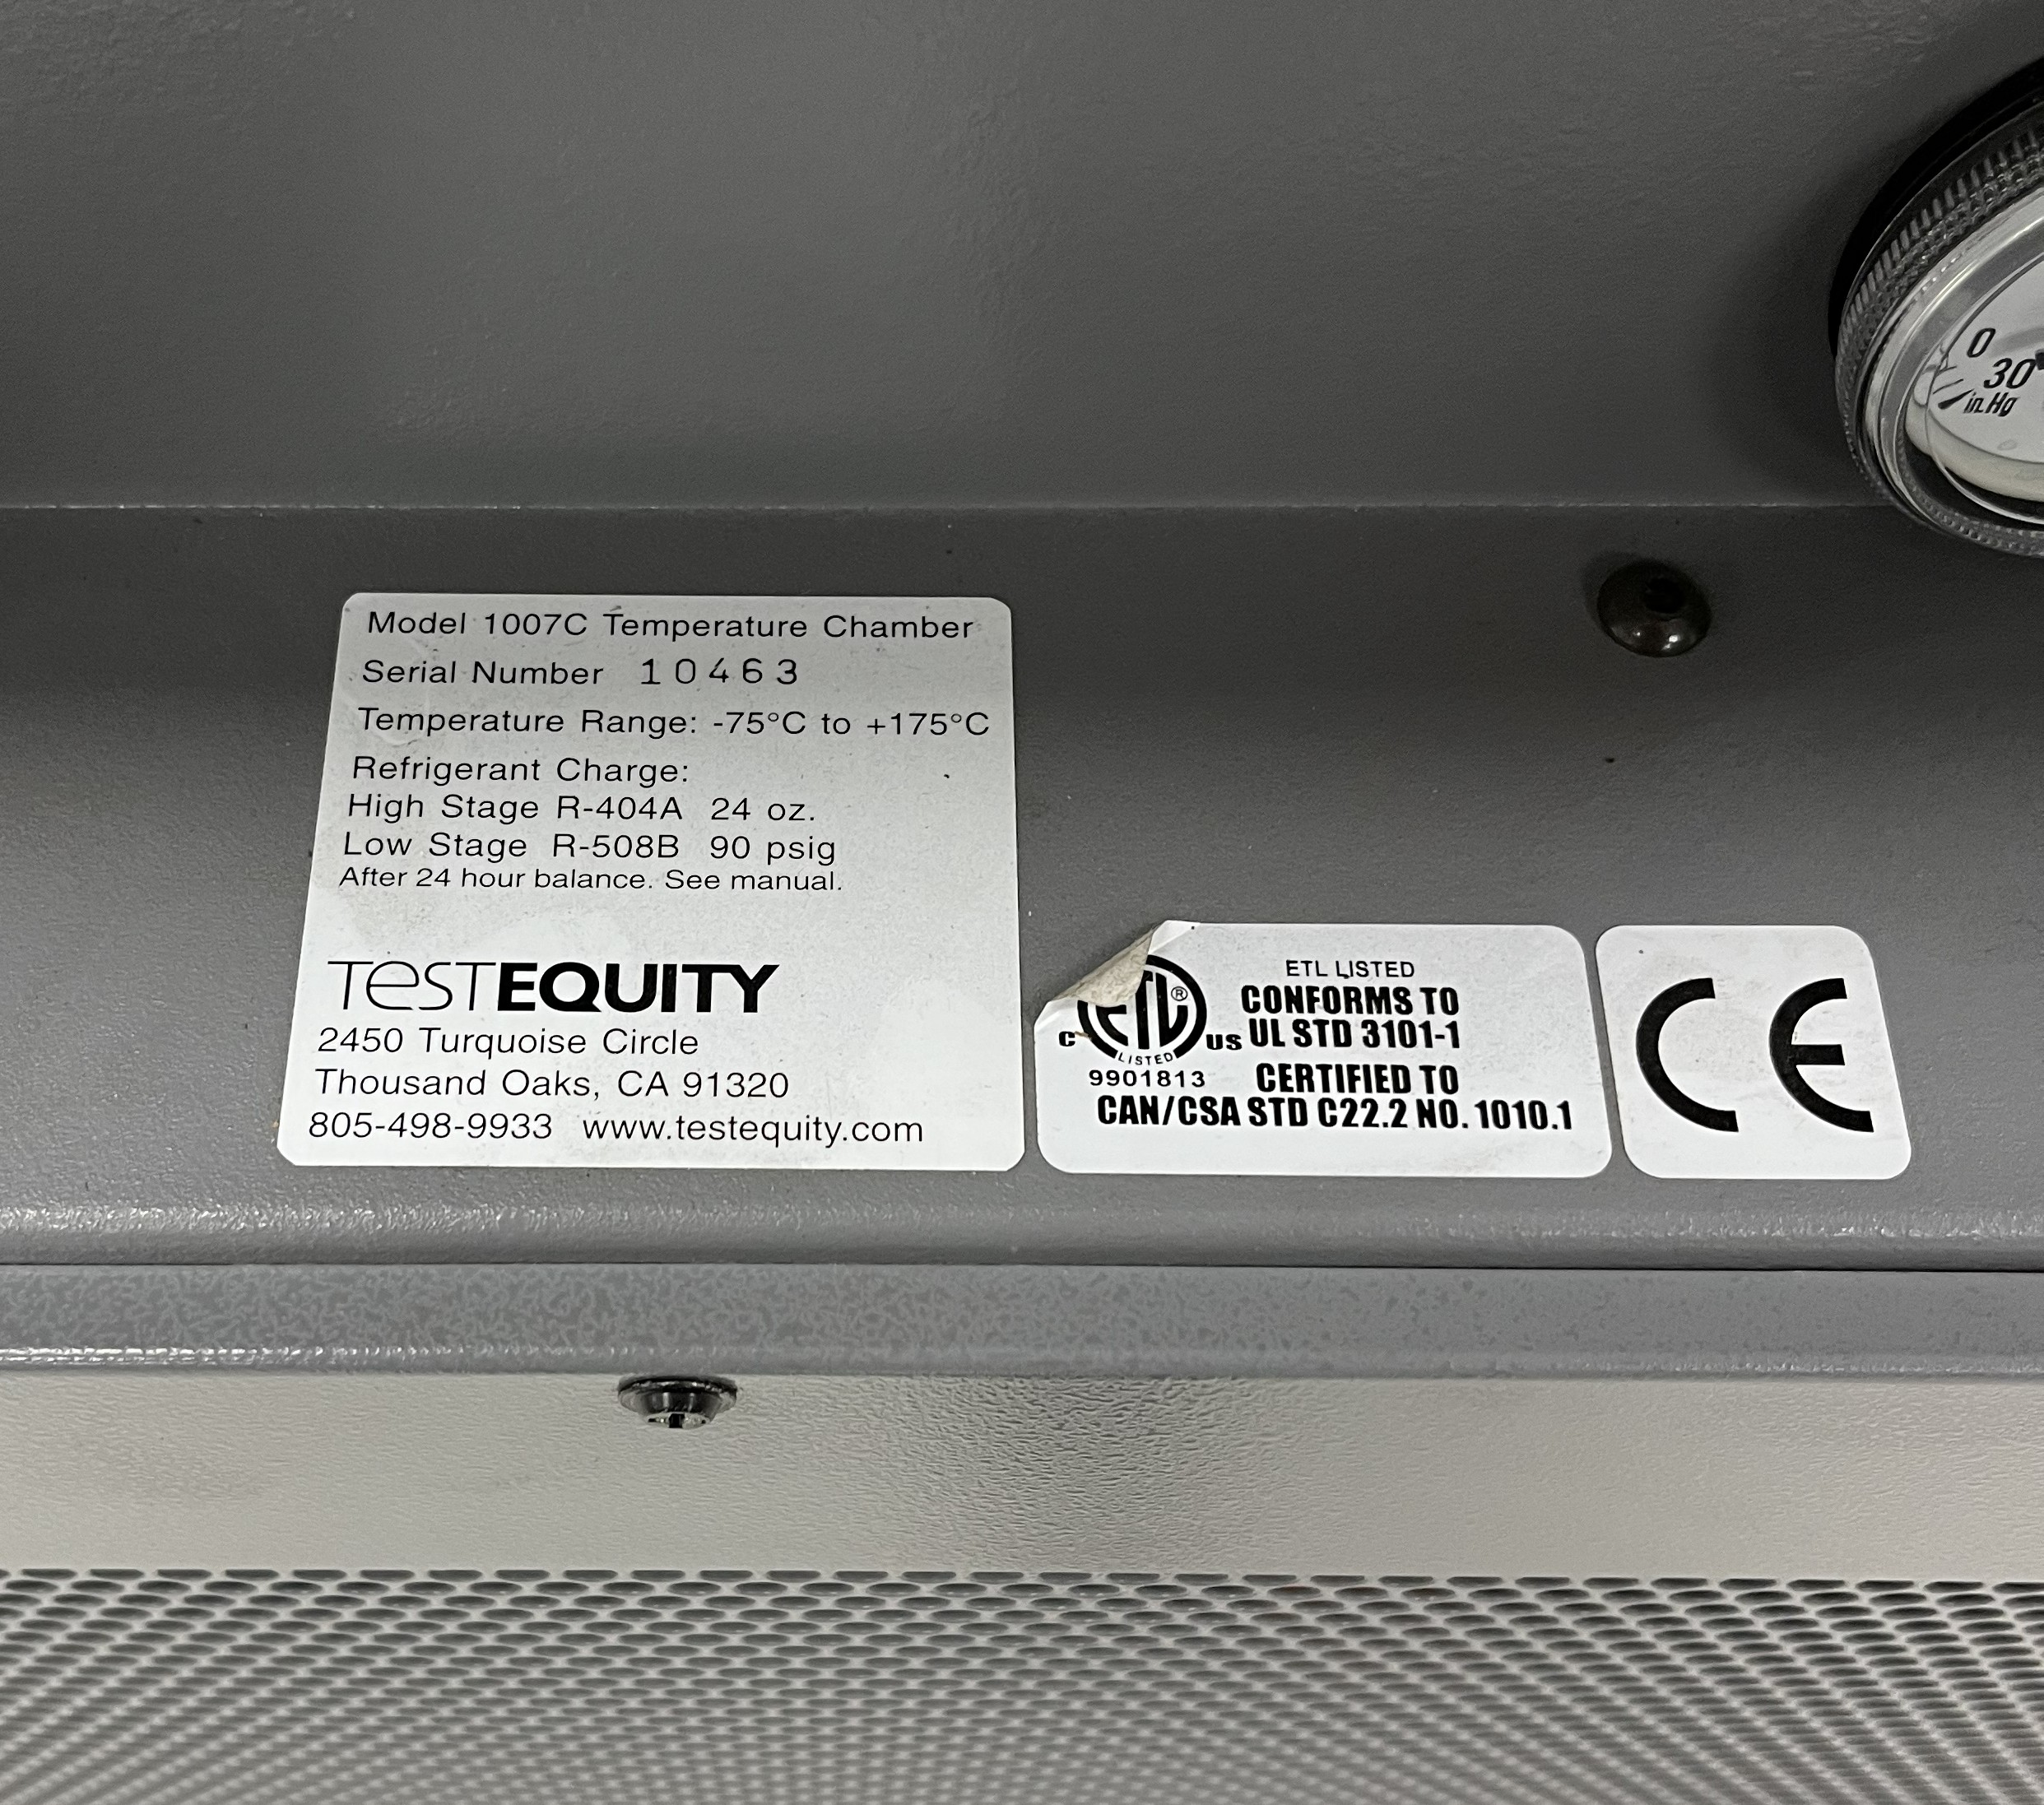 0
30
in.Hg
Model 1007C Temperature Chamber
Serial Number 10463
Temperature Range: -75°C to +175°C
Refrigerant Charge:
High Stage R-404A 24 oz.
Low Stage R-508B 90 psig
After 24 hour balance. See manual.
TesTEQUITY
2450 Turquoise Circle
Thousand Oaks, CA 91320
805-498-9933 www.testequity.com
ETL®
C US
LISTED
9901813
ETL LISTED
CONFORMS TO
UL STD 3101-1
CERTIFIED TO
CAN/CSA STD C22.2 NO. 1010.1
CE